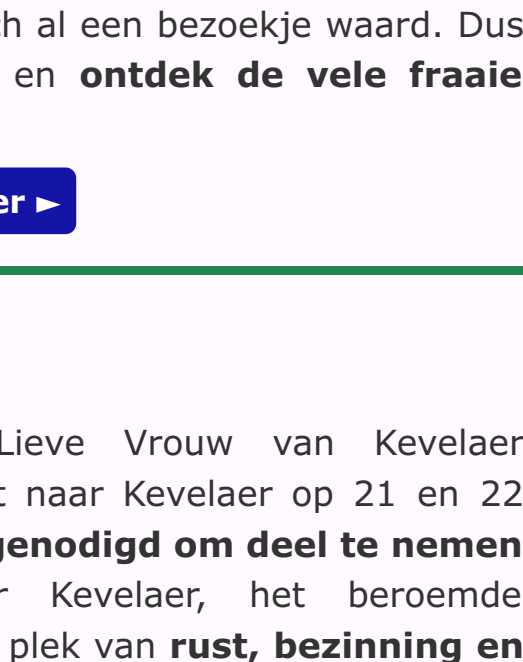 ch al een bezoekje waard. Dus
en ontdek de vele fraaie
er ►
Lieve Vrouw van Kevelaer
t naar Kevelaer op 21 en 22
genodigd om deel te nemen
r Kevelaer, het beroemde
plek van rust, bezinning en